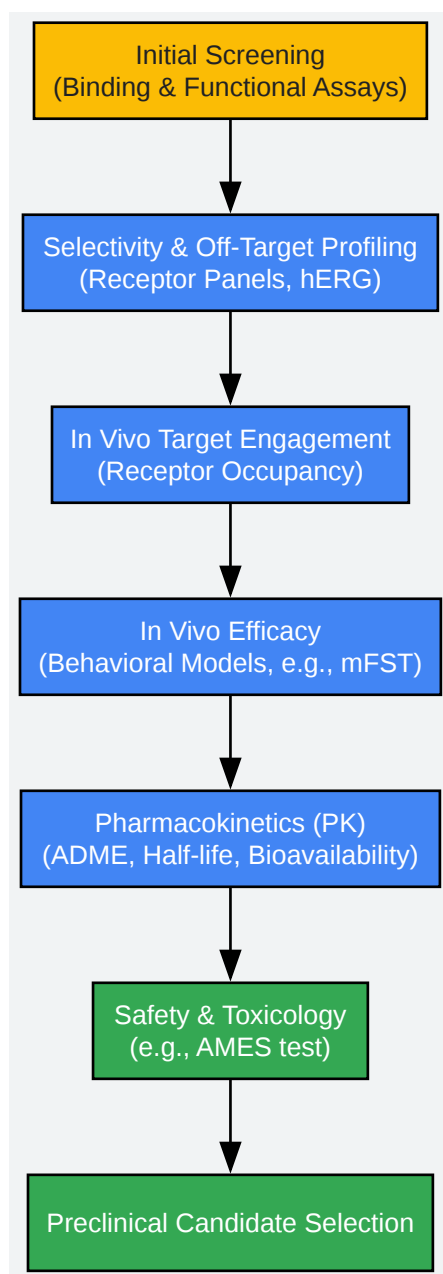 Initial Screening
(Binding & Functional Assays)
Selectivity & Off-Target Profiling
(Receptor Panels, hERG)
In Vivo Target Engagement
(Receptor Occupancy)
In Vivo Efficacy
(Behavioral Models, e.g., mFST)
Pharmacokinetics (PK)
(ADME, Half-life, Bioavailability)
Safety & Toxicology
(e.g., AMES test)
Preclinical Candidate Selection